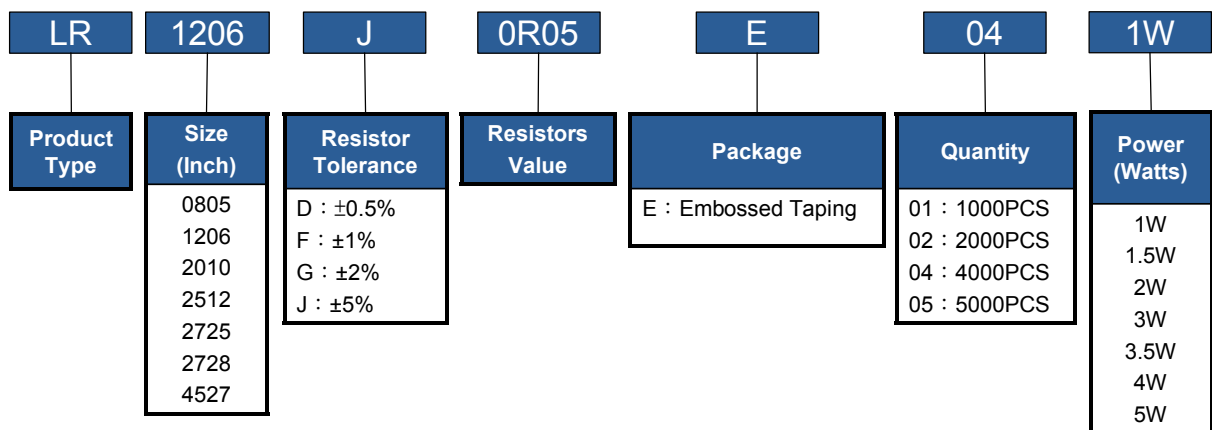 LR 1206 J 0R05 E 04 1W
Product
Type
Size
(Inch)
0805
1206
2010
2512
2725
2728
4527
Resistor
Tolerance
D：±0.5%
F：±1%
G：±2%
J：±5%
Resistors
Value
Package
E：Embossed Taping
Quantity
01：1000PCS
02：2000PCS
04：4000PCS
05：5000PCS
Power
(Watts)
1W
1.5W
2W
3W
3.5W
4W
5W